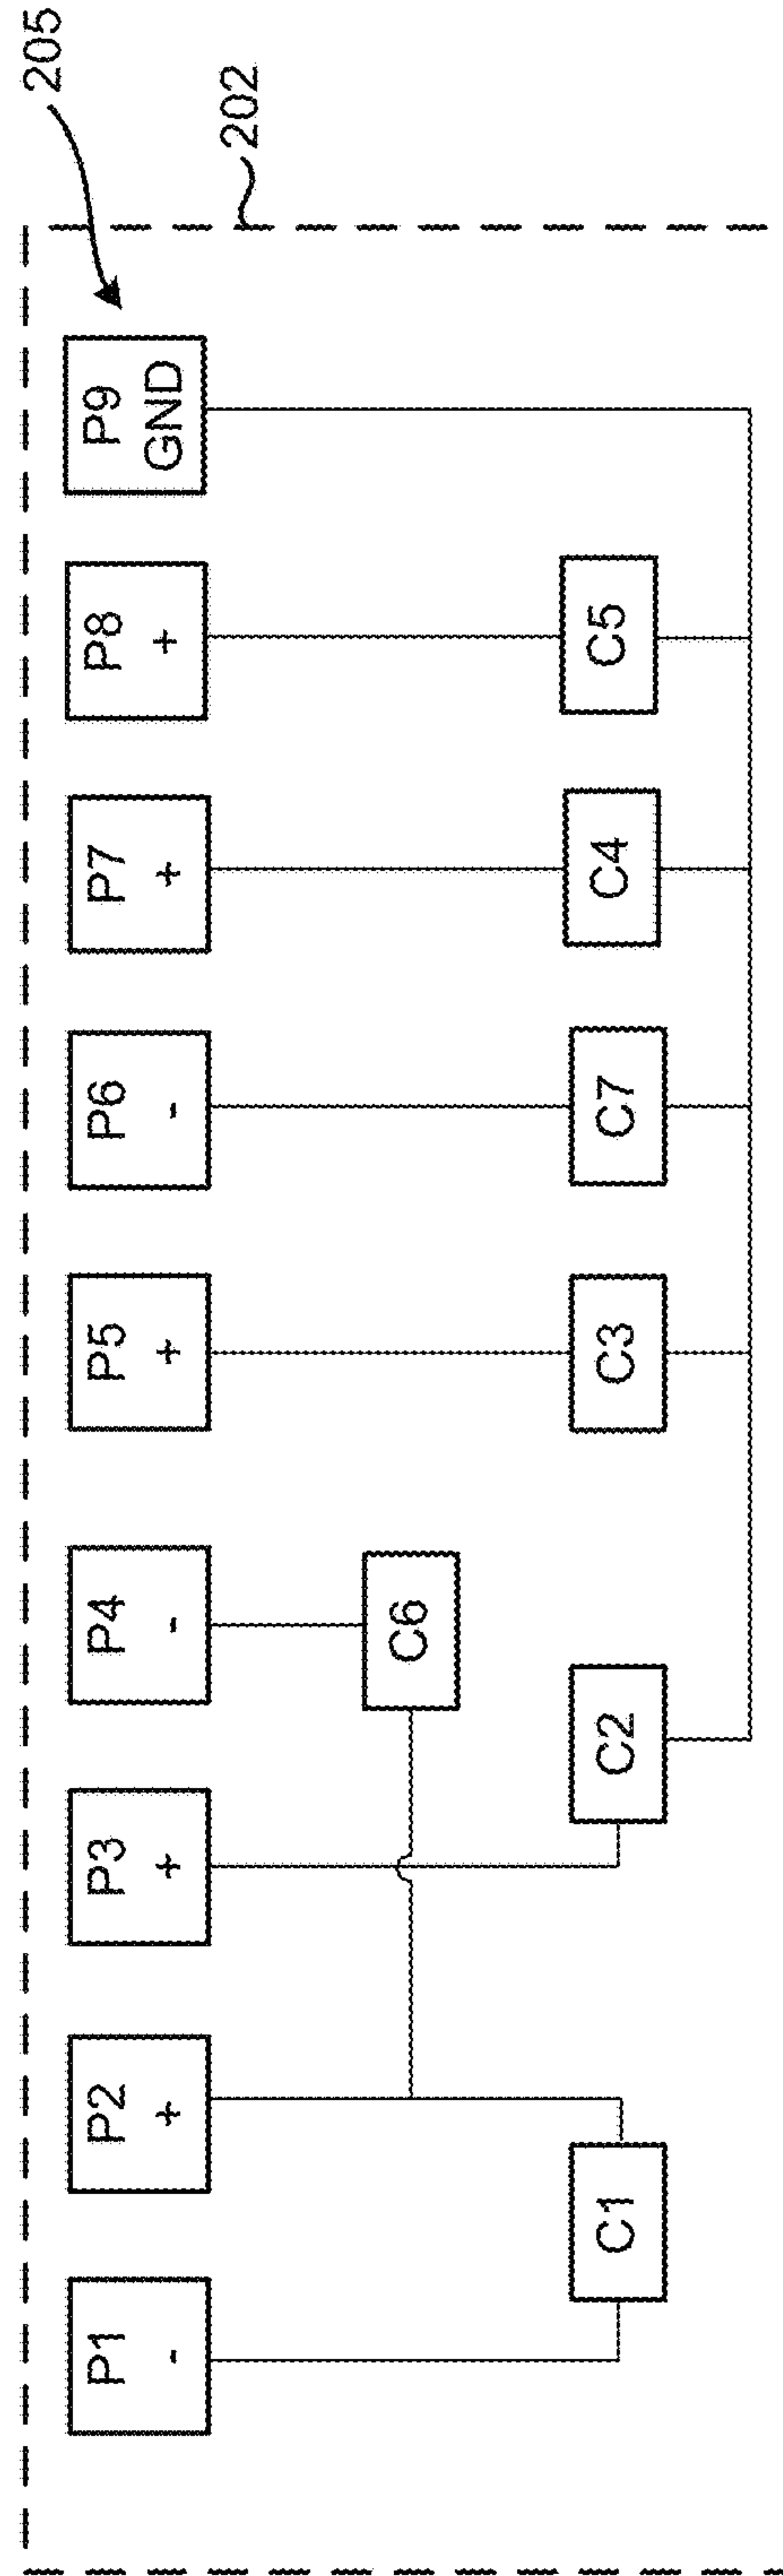 205
202
P1
-
P2
+
P3
+
P4
-
P5
+
P6
-
P7
+
P8
+
P9
GND
C6
C1
C2
C3
C7
C4
C5